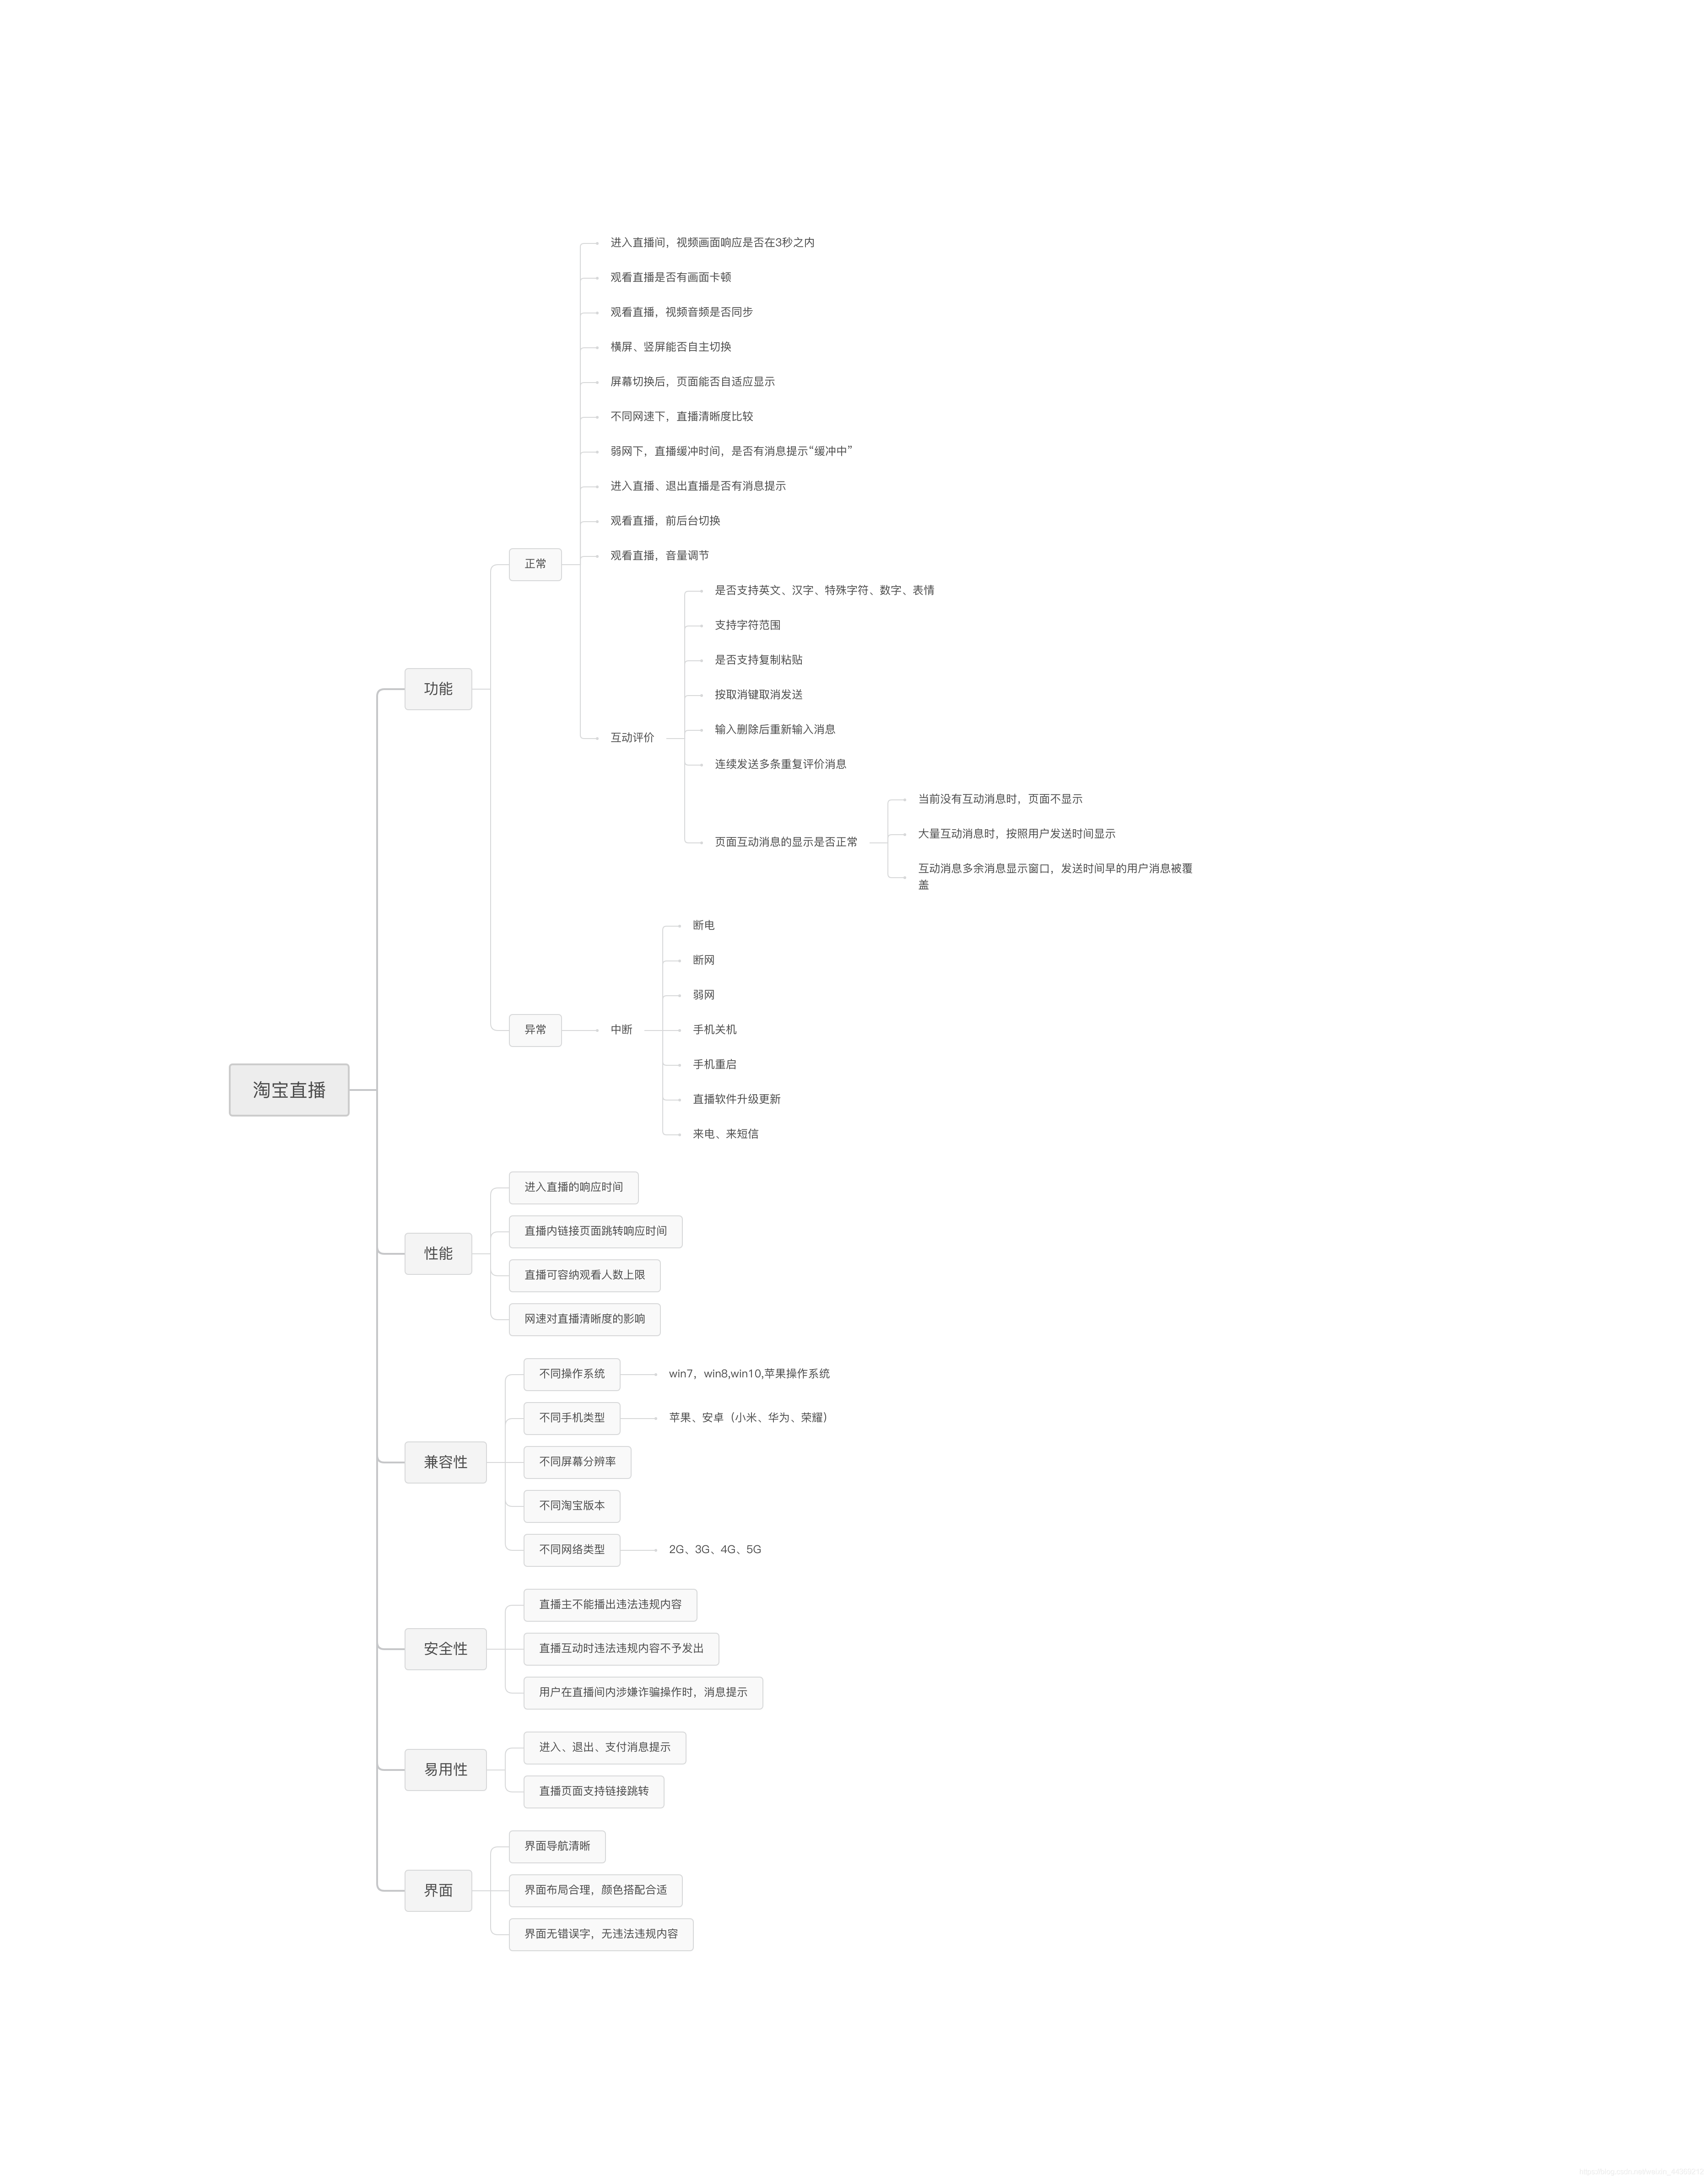 淘宝直播
功能
正常
进入直播间，视频画面响应是否在3秒之内
观看直播是否有画面卡顿
观看直播，视频音频是否同步
横屏、竖屏能否自主切换
屏幕切换后，页面能否自适应显示
不同网速下，直播清晰度比较
弱网下，直播缓冲时间，是否有消息提示“缓冲中”
进入直播、退出直播是否有消息提示
观看直播，前后台切换
观看直播，音量调节
互动评价
是否支持英文、汉字、特殊字符、数字、表情
支持字符范围
是否支持复制粘贴
按取消键取消发送
输入删除后重新输入消息
连续发送多条重复评价消息
页面互动消息的显示是否正常
当前没有互动消息时，页面不显示
大量互动消息时，按照用户发送时间显示
互动消息多余消息显示窗口，发送时间早的用户消息被覆
盖
异常
中断
断电
断网
弱网
手机关机
手机重启
直播软件升级更新
来电、来短信
性能
进入直播的响应时间
直播内链接页面跳转响应时间
直播可容纳观看人数上限
网速对直播清晰度的影响
兼容性
不同操作系统
win7，win8,win10,苹果操作系统
不同手机类型
苹果、安卓（小米、华为、荣耀）
不同屏幕分辨率
不同淘宝版本
不同网络类型
2G、3G、4G、5G
安全性
直播主不能播出违法违规内容
直播互动时违法违规内容不予发出
用户在直播间内涉嫌诈骗操作时，消息提示
易用性
进入、退出、支付消息提示
直播页面支持链接跳转
界面
界面导航清晰
界面布局合理，颜色搭配合适
界面无错误字，无违法违规内容